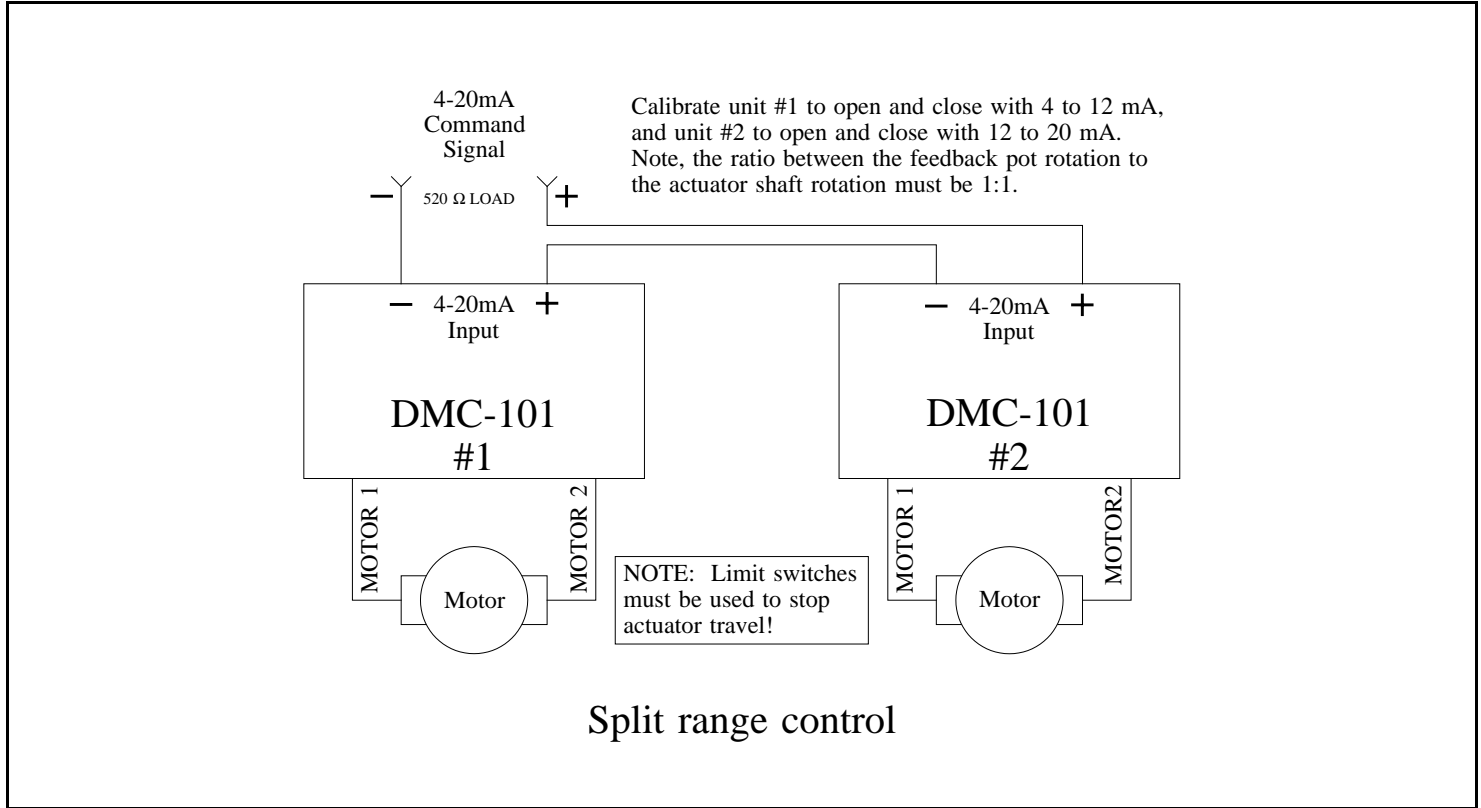 4-20mA
Command
Signal
Calibrate unit #1 to open and close with 4 to 12 mA,
and unit #2 to open and close with 12 to 20 mA.
Note, the ratio between the feedback pot rotation to
the actuator shaft rotation must be 1:1.
− 520 Ω LOAD +
− 4-20mA +
Input
DMC-101
#1
− 4-20mA +
Input
DMC-101
#2
MOTOR 1
MOTOR 2
Motor
NOTE: Limit switches
must be used to stop
actuator travel!
MOTOR 1
MOTOR2
Motor
Split range control